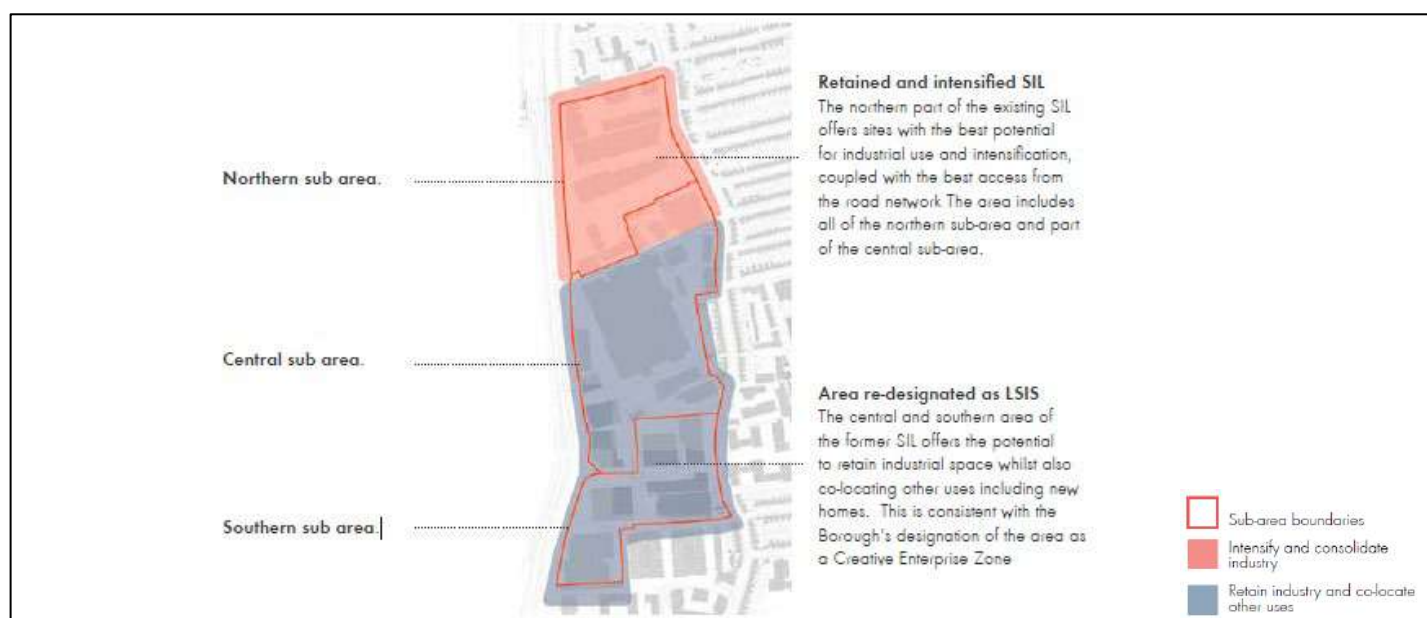 Northern sub area.
Central sub area.
Southern sub area.
Retained and intensified SIL
The northern part of the existing SIL
offers sites with the best potential
for industrial use and intensification,
coupled with the best access from
the road network The area includes
all of the northern sub-area and part
of the central sub-area.
Area re-designated as LSIS
The central and southern area of
the former SIL offers the potential
to retain industrial space whilst also
co-locating other uses including new
homes. This is consistent with the
Borough's designation of the area as
a Creative Enterprise Zone
Sub-area boundaries
Intensify and consolidate
industry
Retain industry and co-locate
other uses